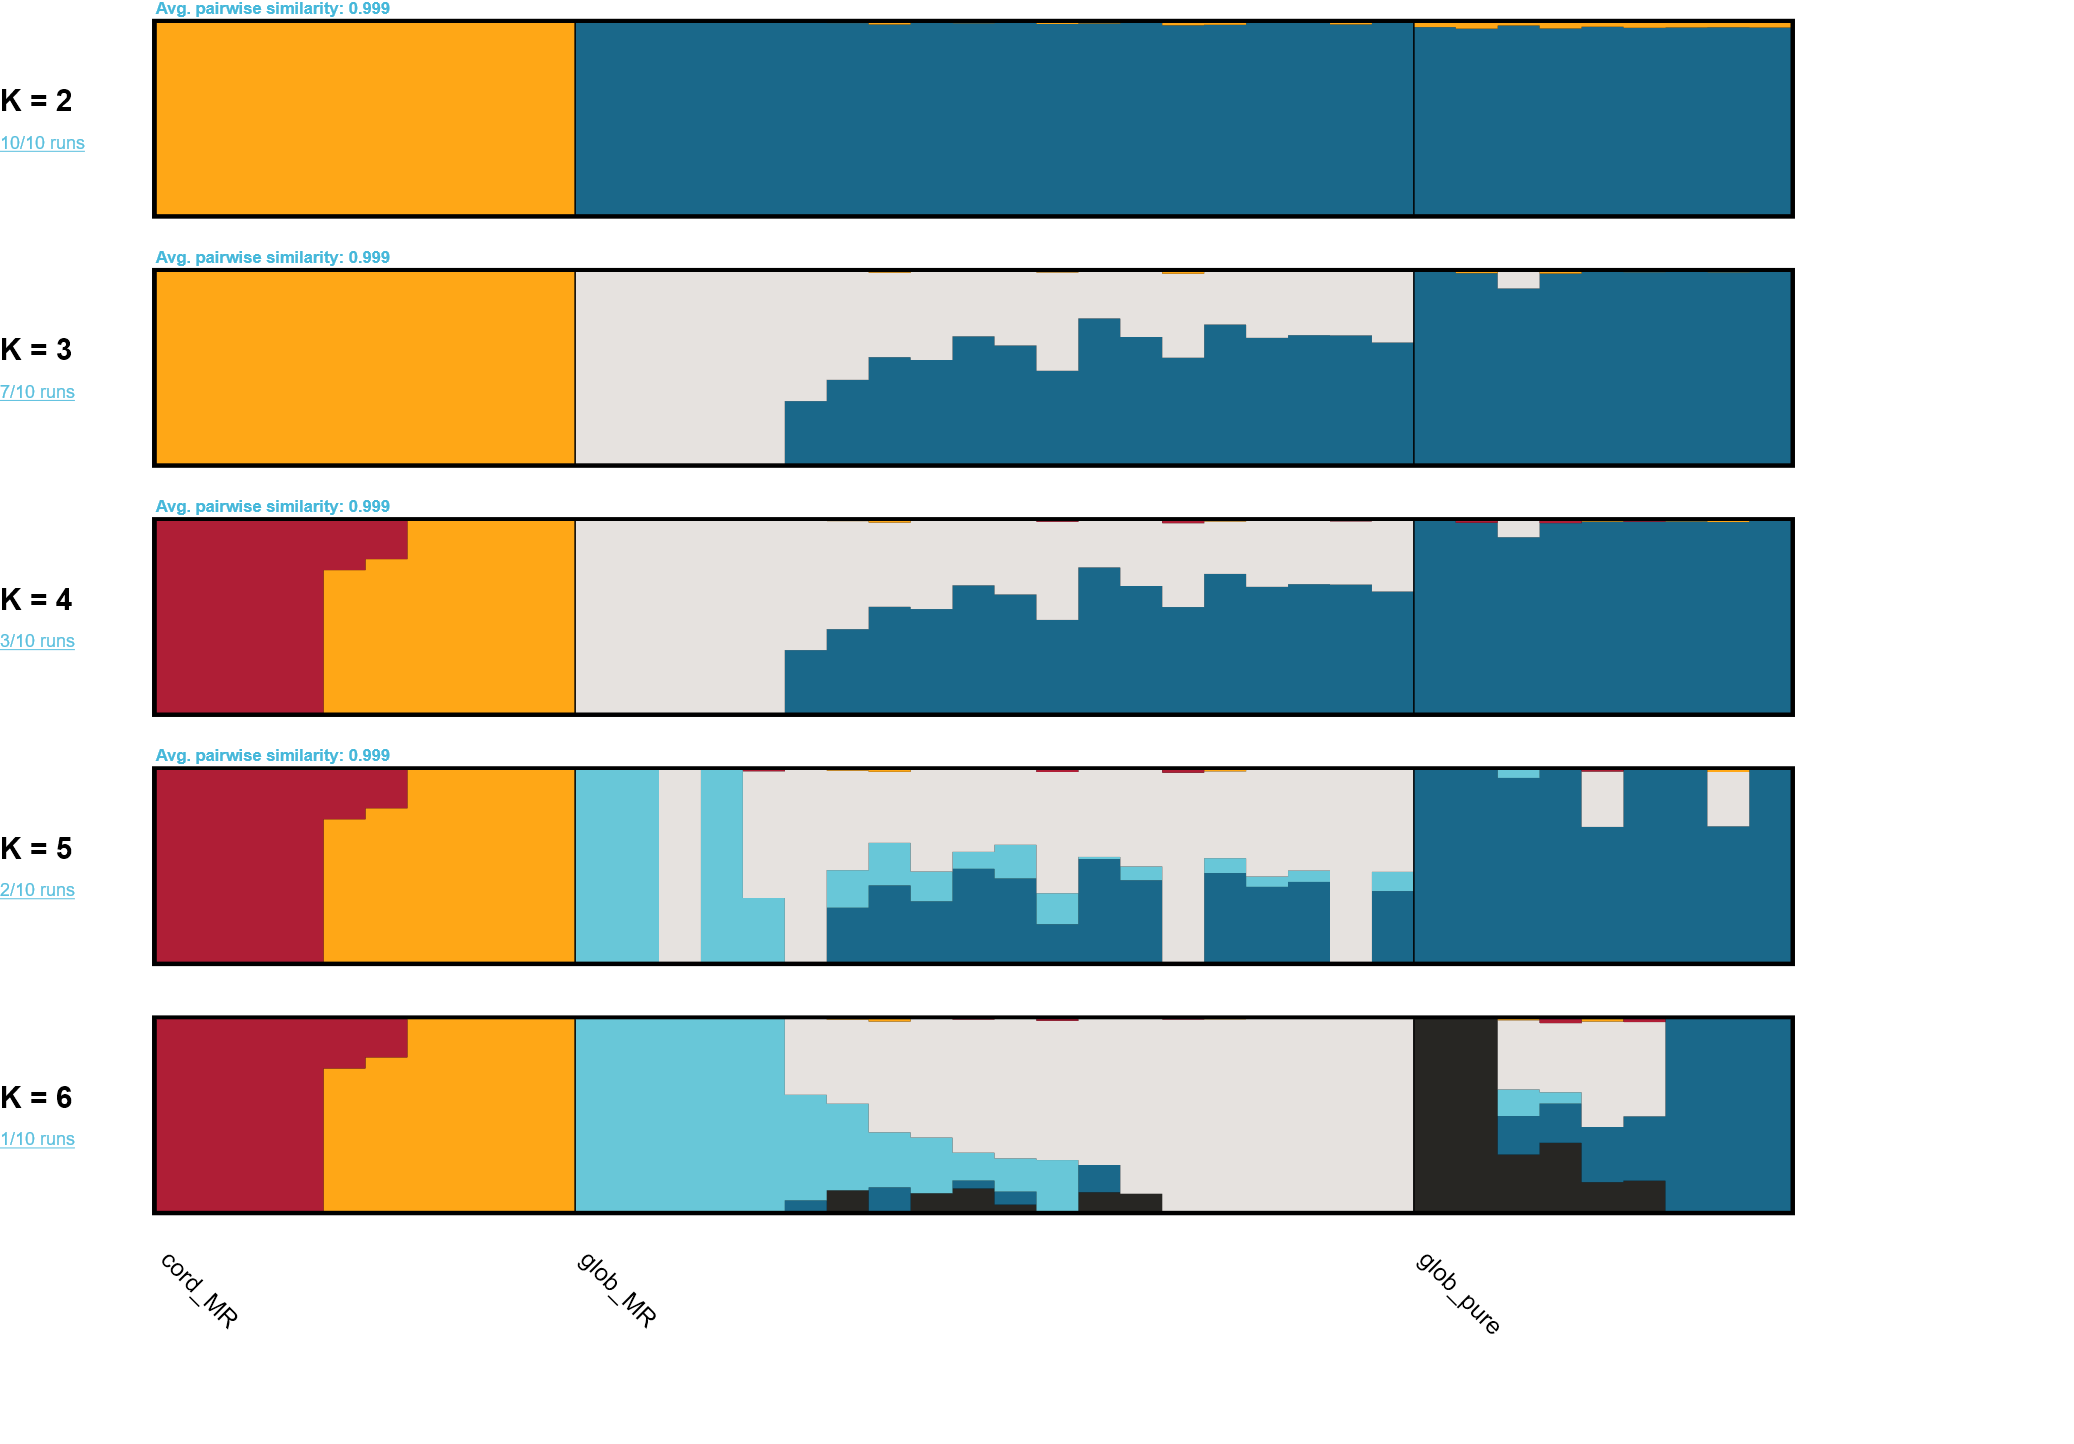 Avg. pairwise similarity: 0.999
K = 2
10/10 runs
Avg. pairwise similarity: 0.999
K = 3
7/10 runs
Avg. pairwise similarity: 0.999
K = 4
3/10 runs
Avg. pairwise similarity: 0.999
K = 5
2/10 runs
K = 6
1/10 runs
cord_MR
glob_MR
glob_pure